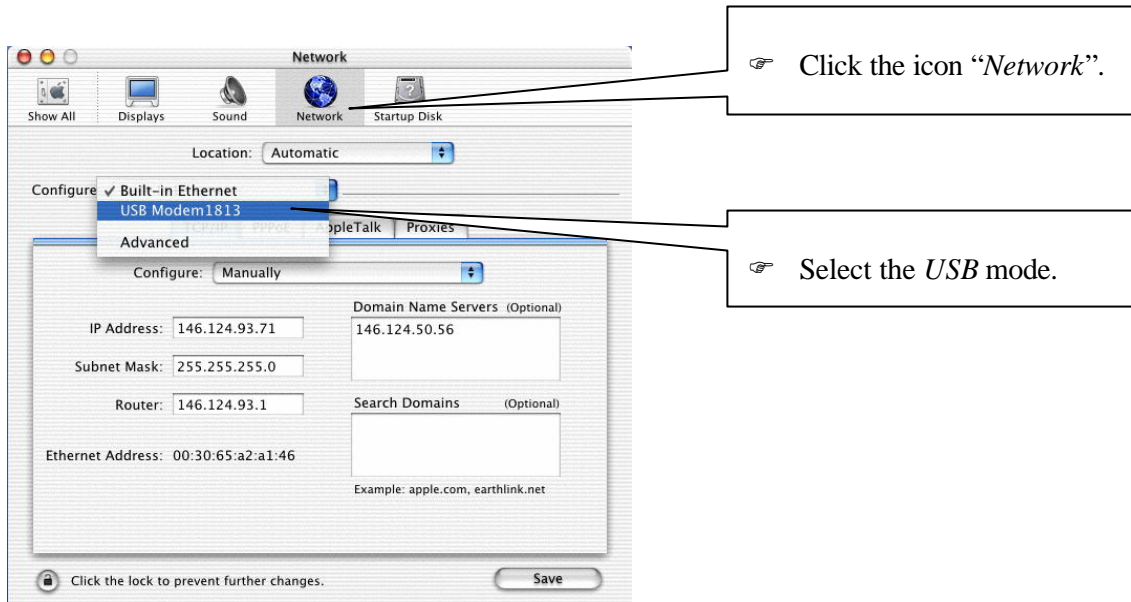 Network
Show All Displays Sound Network Startup Disk
☞ Click the icon “Network”.
Location: Automatic
Configure ✓ Built-in Ethernet
USB Modem1813
Advanced
TCP/IP PPPoE AppleTalk Proxies
☞ Select the USB mode.
Configure: Manually
Domain Name Servers (Optional)
IP Address: 146.124.93.71
146.124.50.56
Subnet Mask: 255.255.255.0
Router: 146.124.93.1
Search Domains (Optional)
Ethernet Address: 00:30:65:a2:a1:46
Example: apple.com, earthlink.net
Click the lock to prevent further changes.
Save